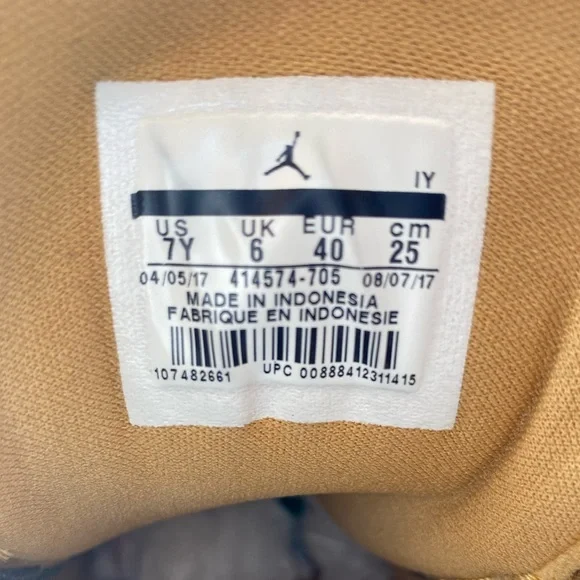 IY
US UK EUR cm
7Y 6 40 25
04/05/17 414574-705 08/07/17
MADE IN INDONESIA
FABRIQUE EN INDONESIE
107482661 UPC 00888412311415